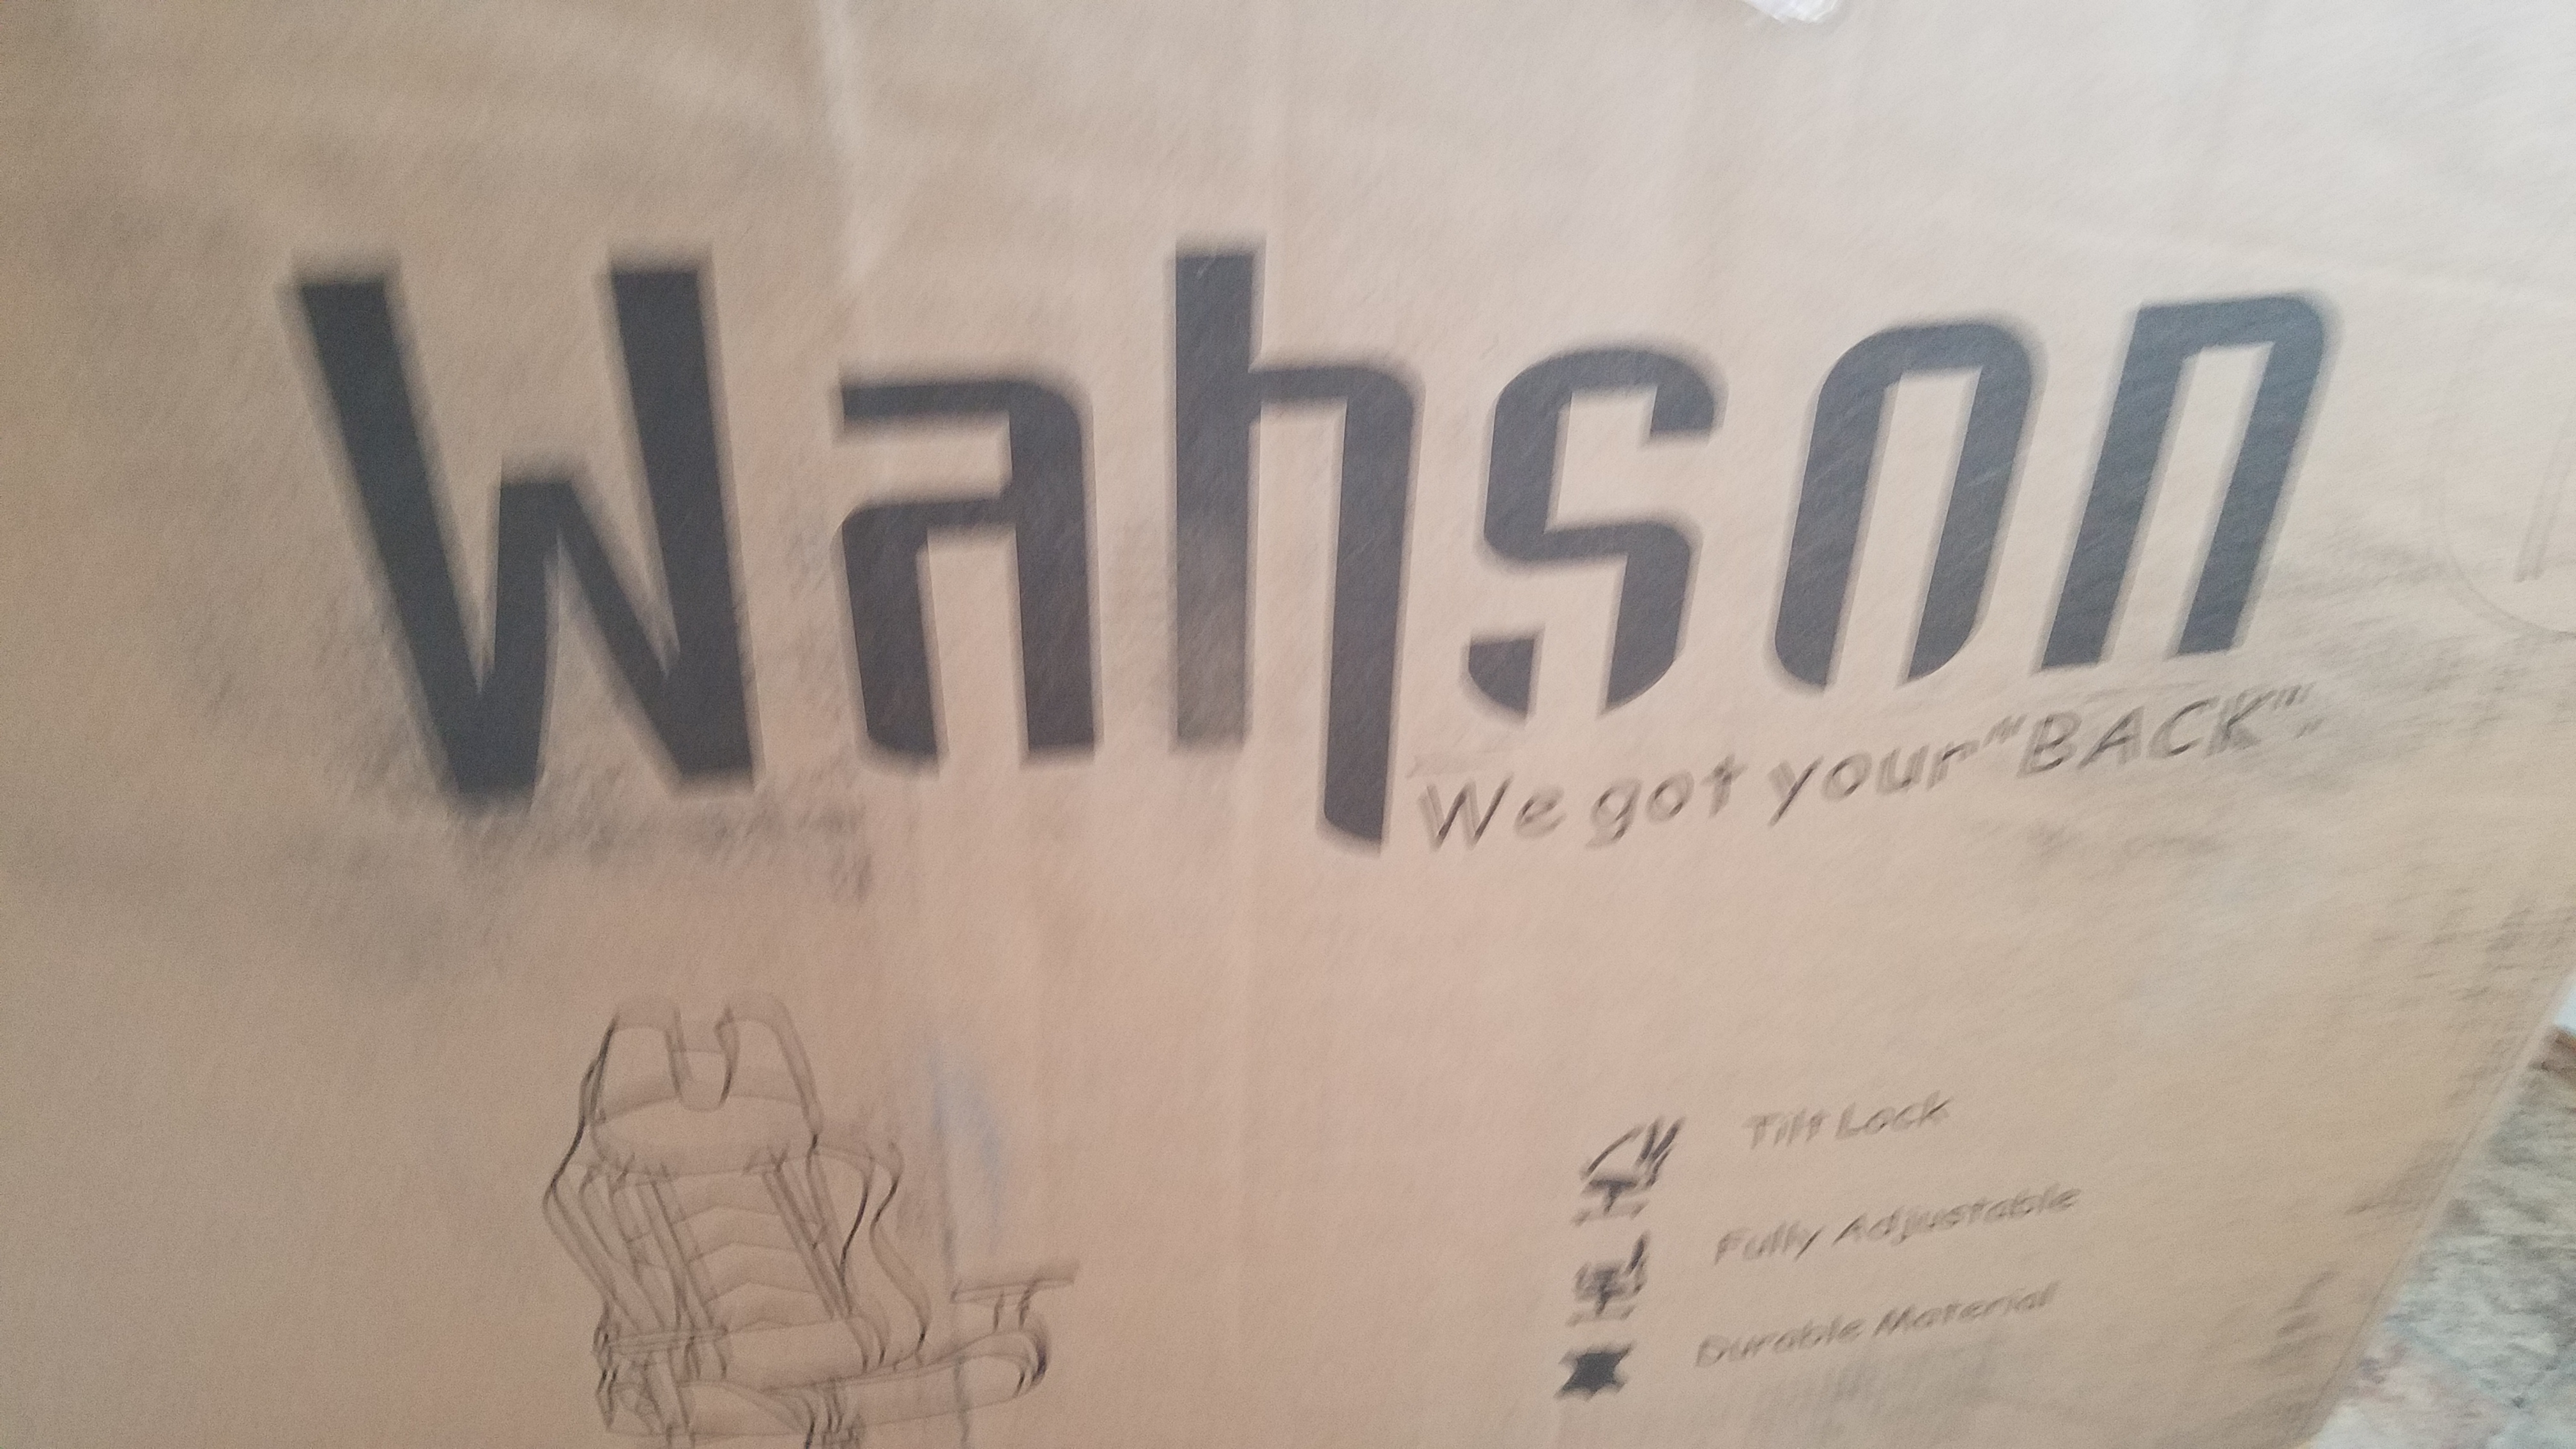 Wahson
We got your "BACK".
Tilt Lock
Fully Adjustable
Durable Material